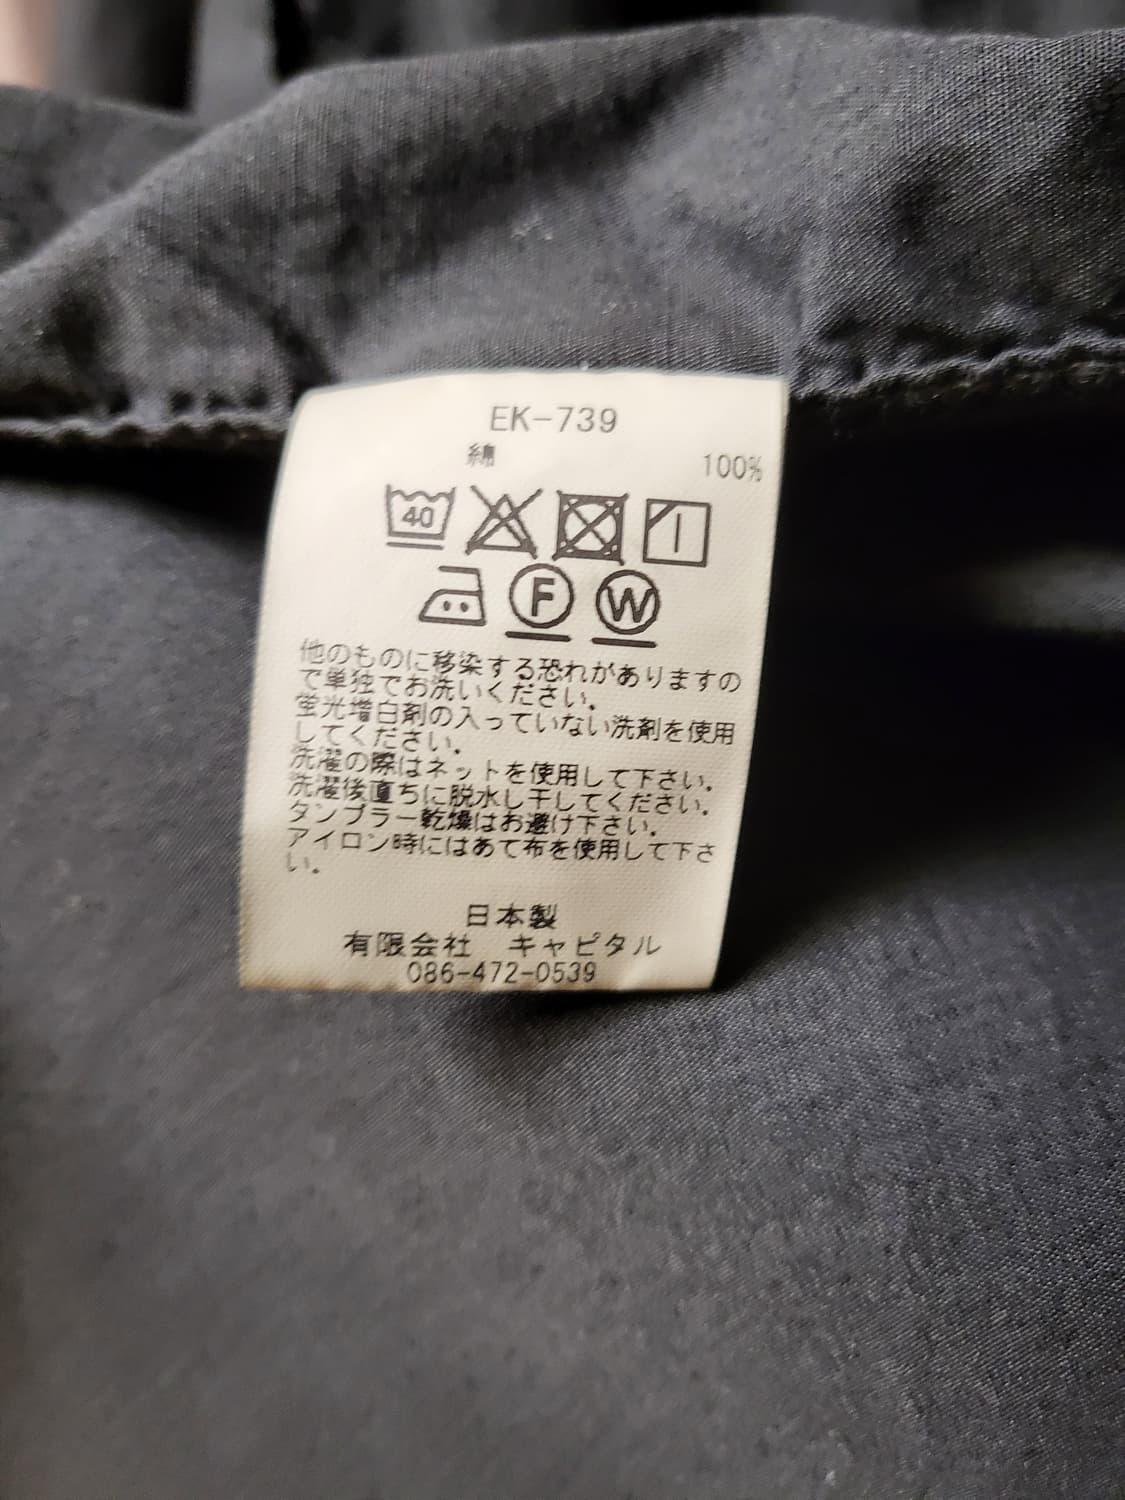 EK-739
綿 100%
40
F W
他のものに移染する恐れがありますの
で単独でお洗いください。
蛍光増白剤の入っていない洗剤を使用
してください。
洗濯の際はネットを使用して下さい。
洗濯後直ちに脱水し干してください。
タンブラー乾燥はお避け下さい。
アイロン時にはあて布を使用して下さ
い。
日本製
有限会社 キャピタル
086-472-0539